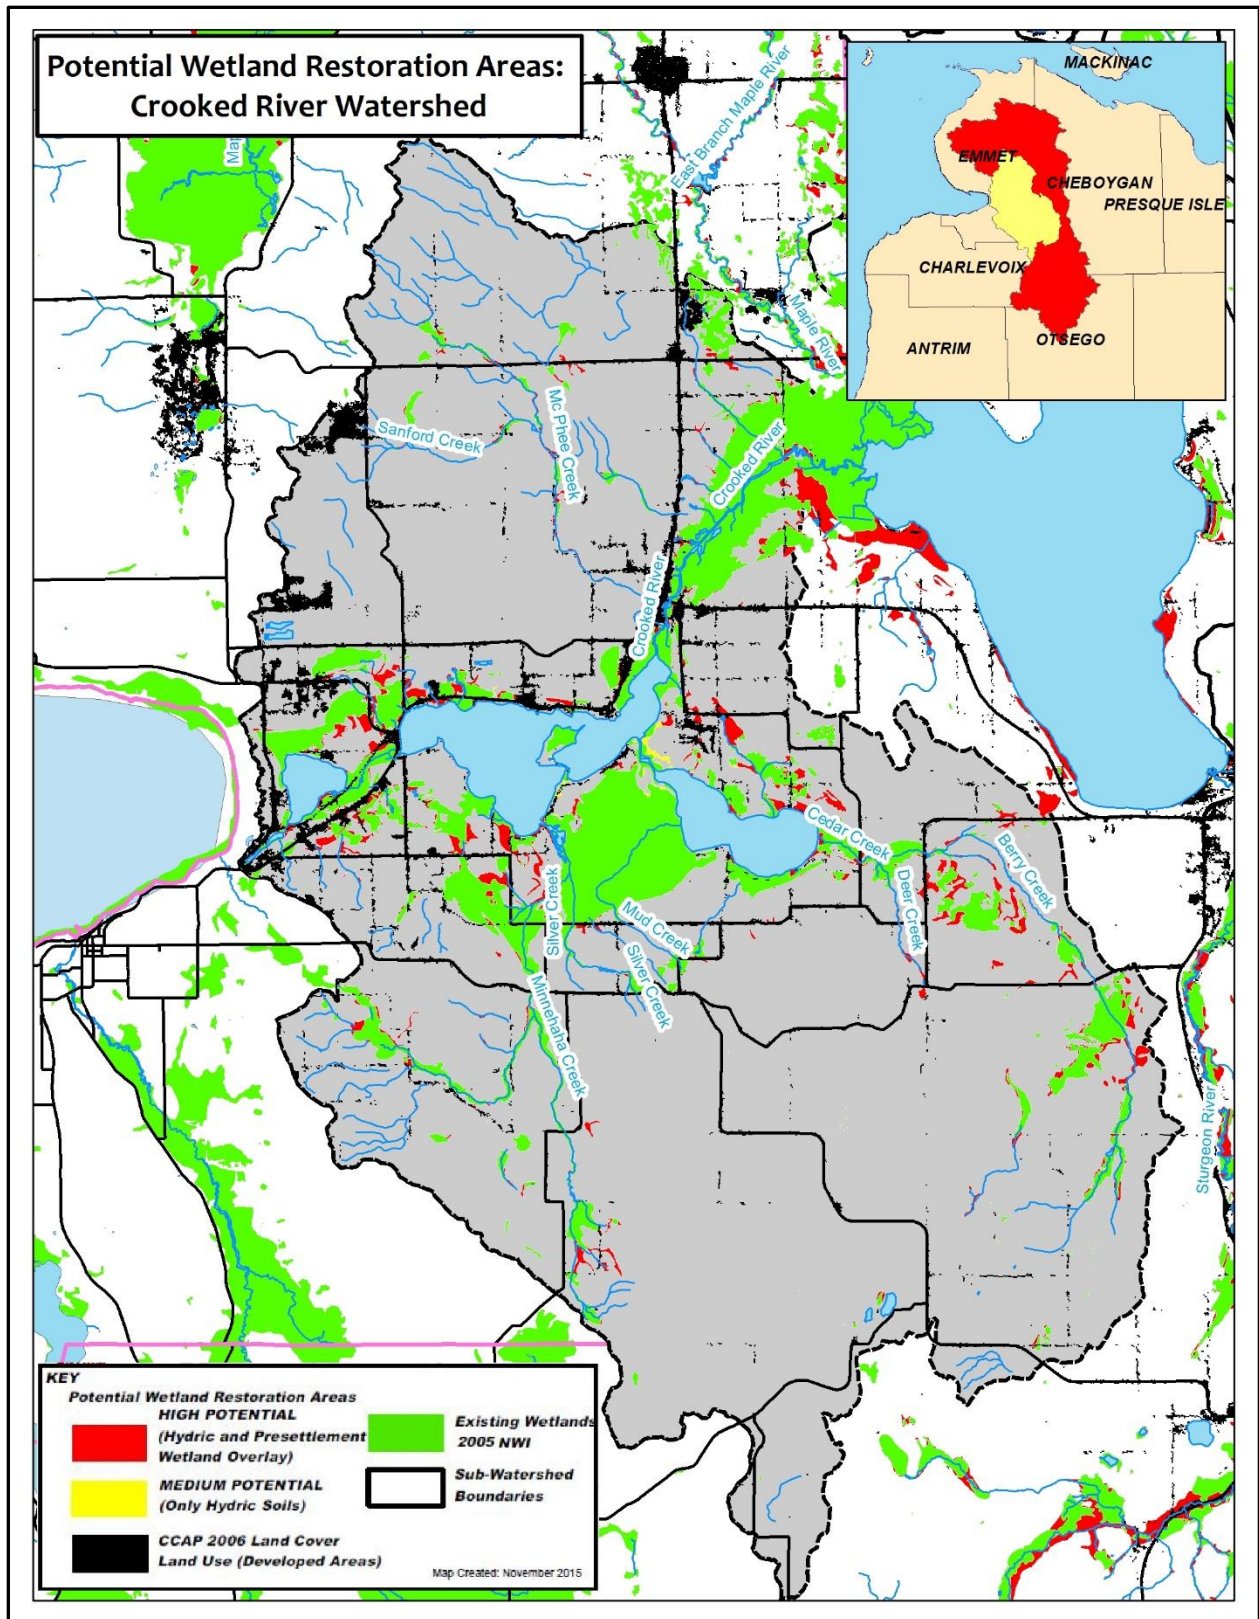 Potential Wetland Restoration Areas:
Crooked River Watershed
MACKINAC
EMMET
CHEBOYGAN
PRESQUE ISLE
CHARLEVOIX
OTSEGO
ANTRIM
Map
East Branch Maple River
Maple River
Mc Phee Creek
Sanford Creek
Crooked River
Crooked River
Cedar Creek
Berry Creek
Deer Creek
Silver Creek
Mud Creek
Silver Creek
Minnehaha Creek
Sturgeon River
KEY
Potential Wetland Restoration Areas
HIGH POTENTIAL
(Hydric and Presettlement
Wetland Overlay)
MEDIUM POTENTIAL
(Only Hydric Soils)
CCAP 2006 Land Cover
Land Use (Developed Areas)
Existing Wetlands
2005 NWI
Sub-Watershed
Boundaries
Map Created: November 2015